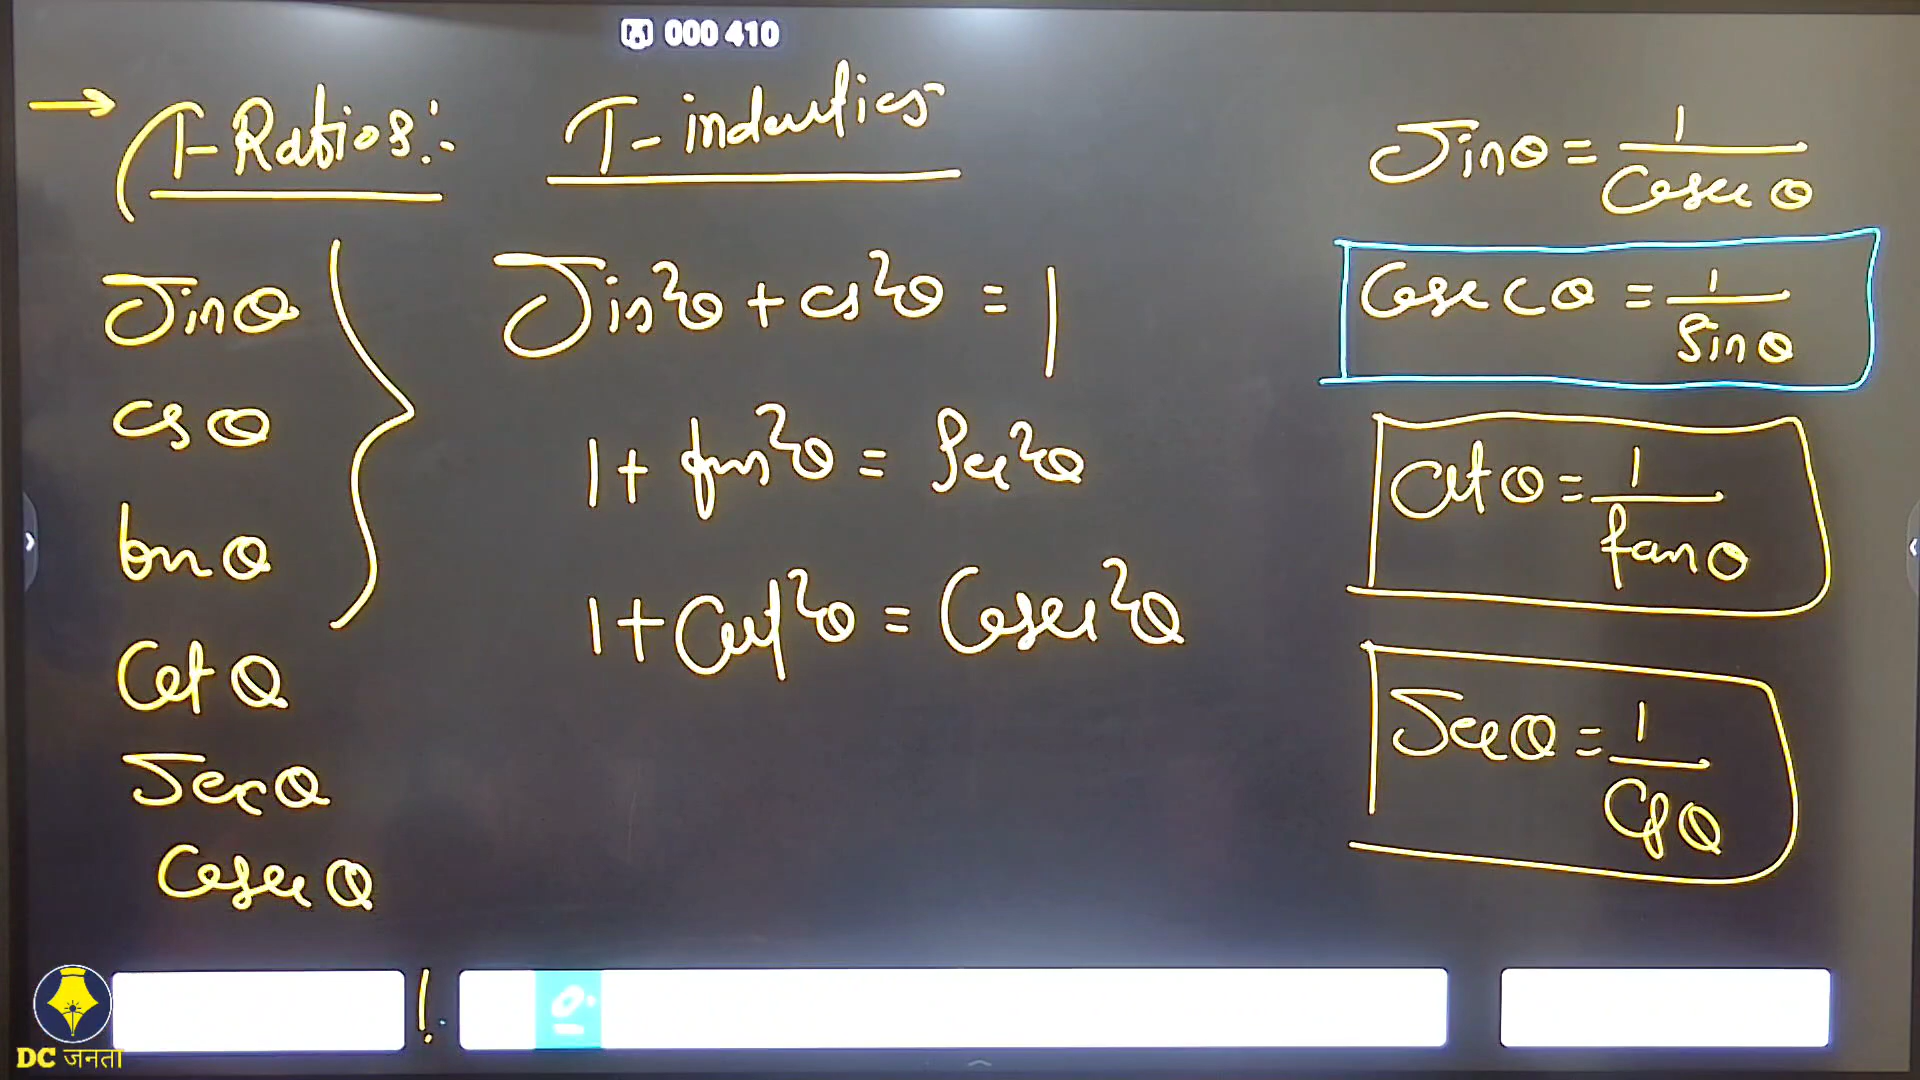 000 410
→ T-Ratios:-
sinθ
cosθ
tanθ
Cotθ
Secθ
Cosecθ
T-indentities
Sin²θ + cos²θ = 1
1 + tan²θ = Sec²θ
1 + Cot²θ = Cosec²θ
Sinθ = 1/Cosecθ
Cosecθ = 1/Sinθ
Cotθ = 1/tanθ
Secθ = 1/Cosθ
DC जनता